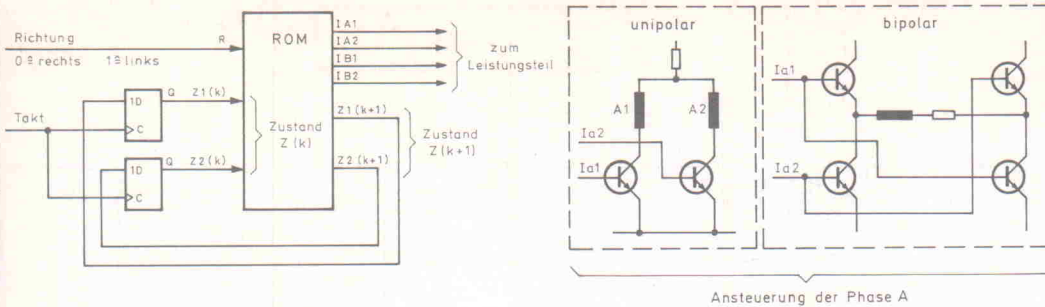 Richtung
0 ≙ rechts 1 ≙ links
R
ROM
IA1
IA2
IB1
IB2
zum
Leistungsteil
Takt
1D
C
Q
Z1(k)
1D
C
Q
Z2(k)
Zustand
Z(k)
Z1(k+1)
Z2(k+1)
Zustand
Z(k+1)
unipolar
A1
A2
Ia2
Ia1
bipolar
Ia1
Ia2
Ansteuerung der Phase A